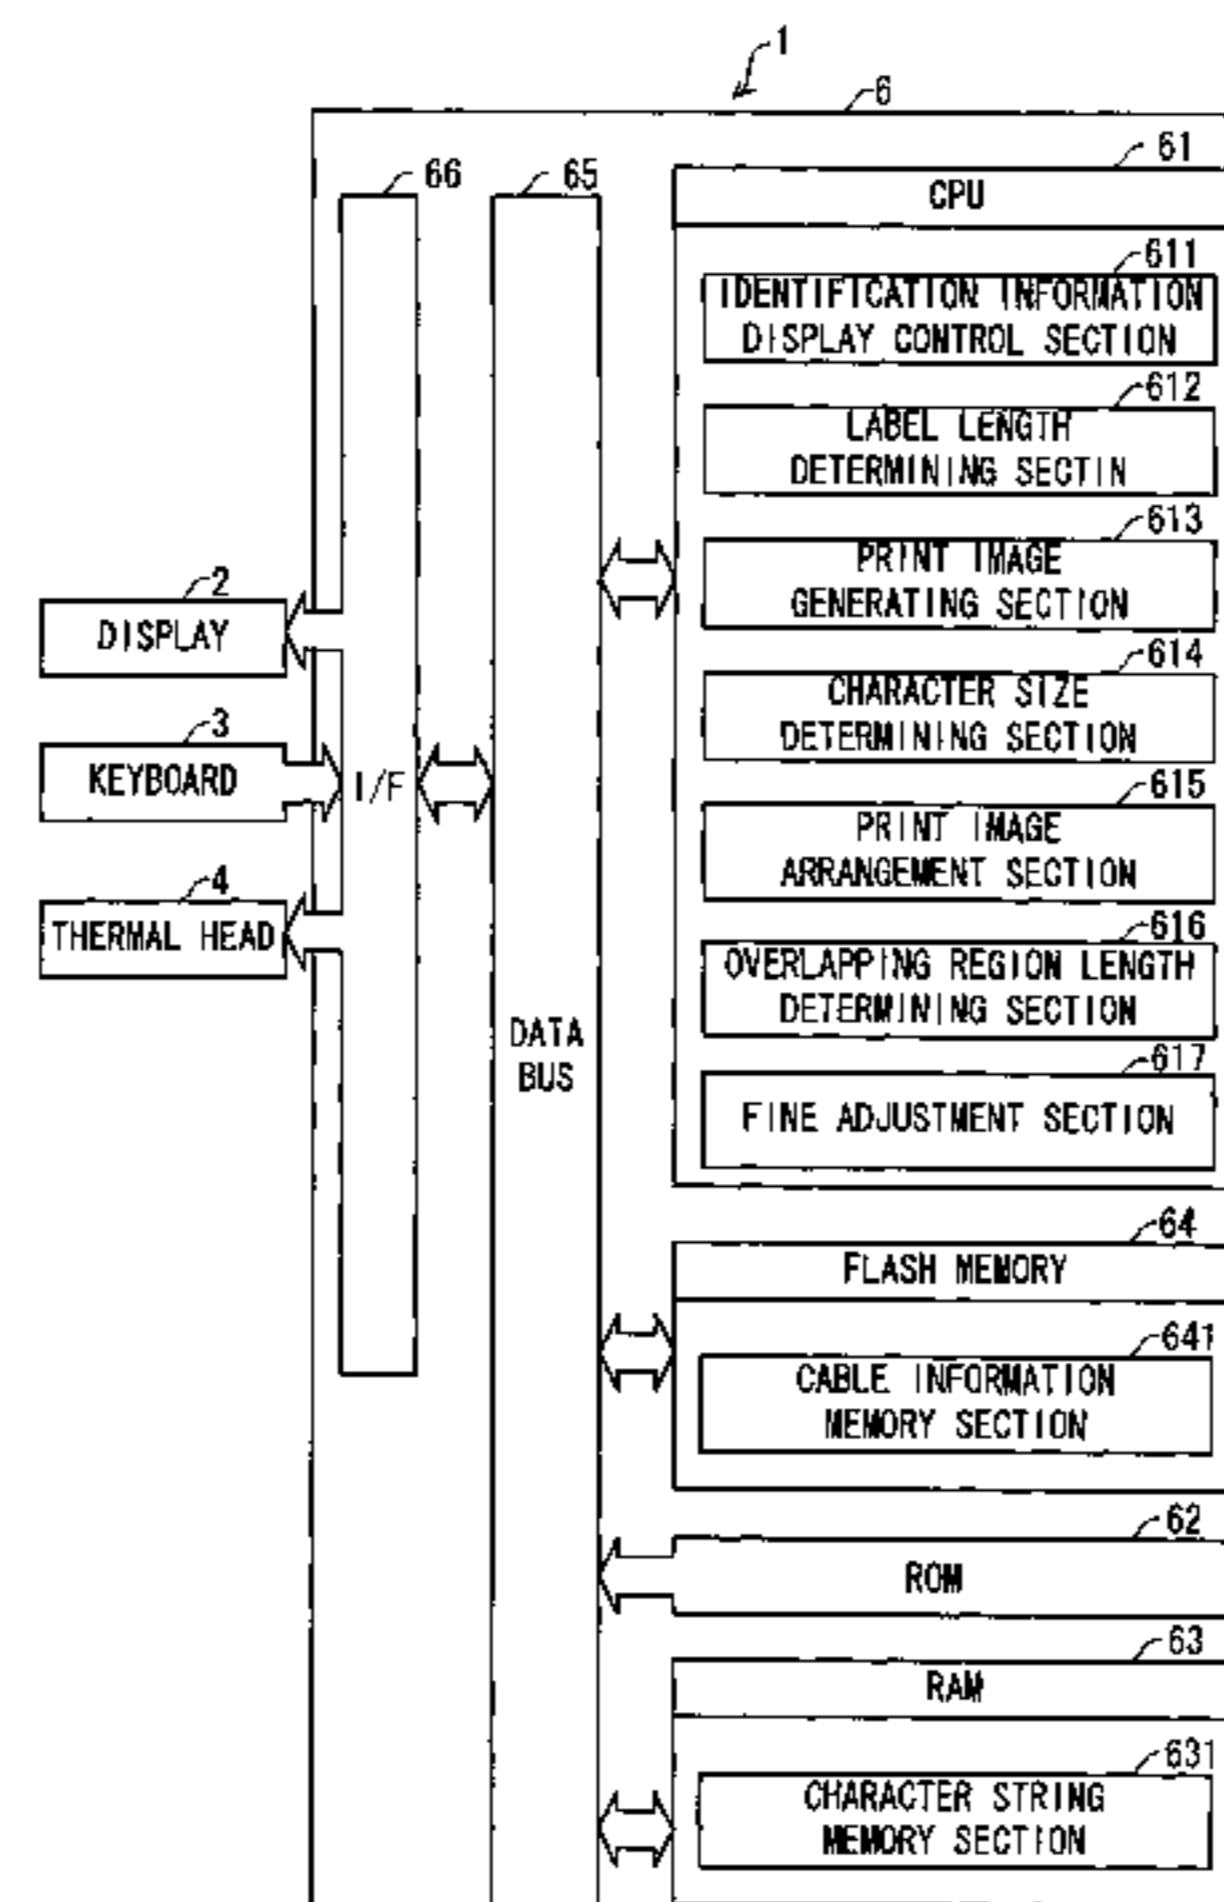 1
6
66
65
61
CPU
611
IDENTIFICATION INFORMATION
DISPLAY CONTROL SECTION
612
LABEL LENGTH
DETERMINING SECTIN
613
PRINT IMAGE
GENERATING SECTION
614
CHARACTER SIZE
DETERMINING SECTION
615
PRINT IMAGE
ARRANGEMENT SECTION
616
OVERLAPPING REGION LENGTH
DETERMINING SECTION
617
FINE ADJUSTMENT SECTION
2
DISPLAY
3
KEYBOARD
4
THERMAL HEAD
I/F
DATA
BUS
64
FLASH MEMORY
641
CABLE INFORMATION
MEMORY SECTION
62
ROM
63
RAM
631
CHARACTER STRING
MEMORY SECTION